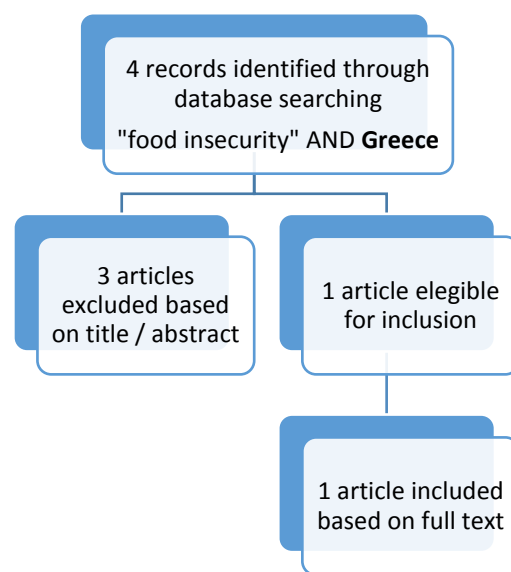 4 records identified through
database searching
"food insecurity" AND Greece
3 articles
excluded based
on title / abstract
1 article elegible
for inclusion
1 article included
based on full text